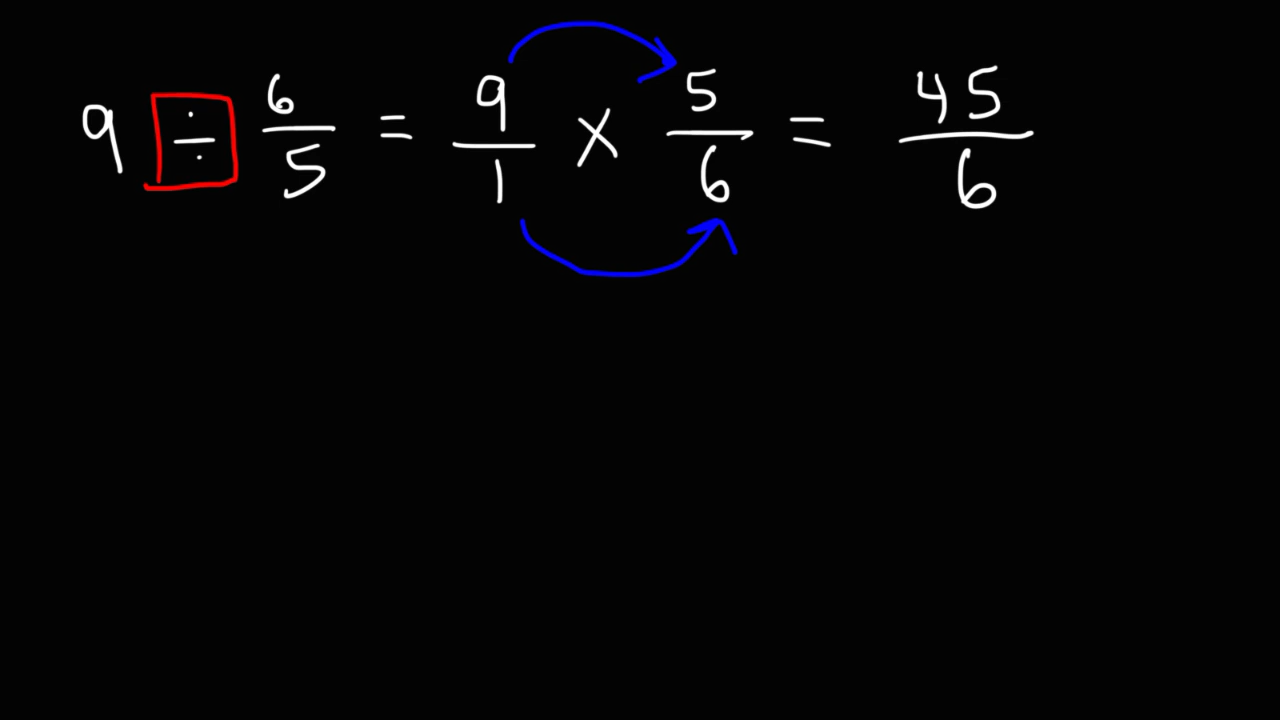 9 ÷ 6/5 = 9/1 × 5/6 = 45/6